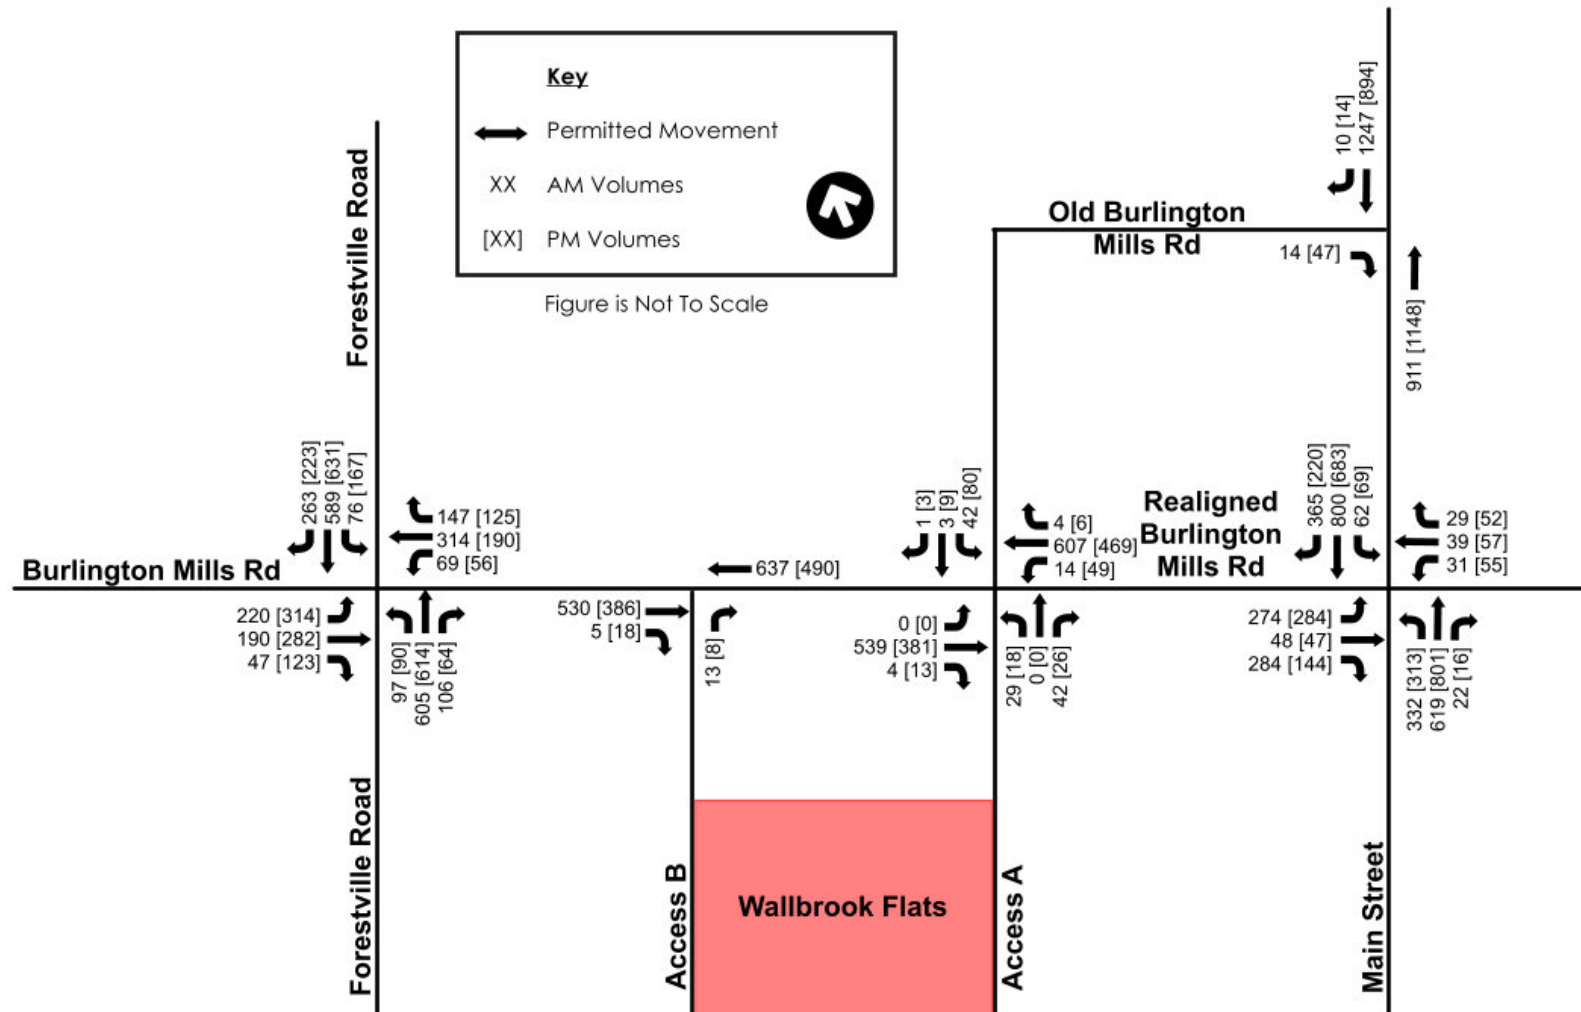 Key
Permitted Movement
XX AM Volumes
[XX] PM Volumes
Figure is Not To Scale
Forestville Road
10 [14]
1247 [894]
Old Burlington
Mills Rd
14 [47]
911 [1148]
263 [223]
589 [631]
76 [167]
147 [125]
314 [190]
69 [56]
Burlington Mills Rd
220 [314]
190 [282]
47 [123]
97 [90]
605 [614]
106 [64]
637 [490]
530 [386]
5 [18]
13 [8]
1 [3]
3 [9]
42 [80]
4 [6]
607 [469]
14 [49]
0 [0]
539 [381]
4 [13]
29 [18]
0 [0]
42 [26]
Realigned
Burlington
Mills Rd
365 [220]
800 [683]
62 [69]
29 [52]
39 [57]
31 [55]
274 [284]
48 [47]
284 [144]
332 [313]
619 [801]
22 [16]
Forestville Road
Access B
Wallbrook Flats
Access A
Main Street